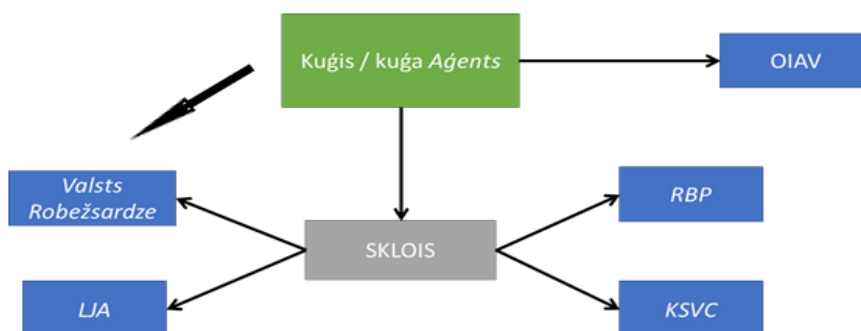 Kuģis / kuģa Aģents
OIAV
Valsts
Robežsardze
RBP
SKLOIS
LJA
KSVC